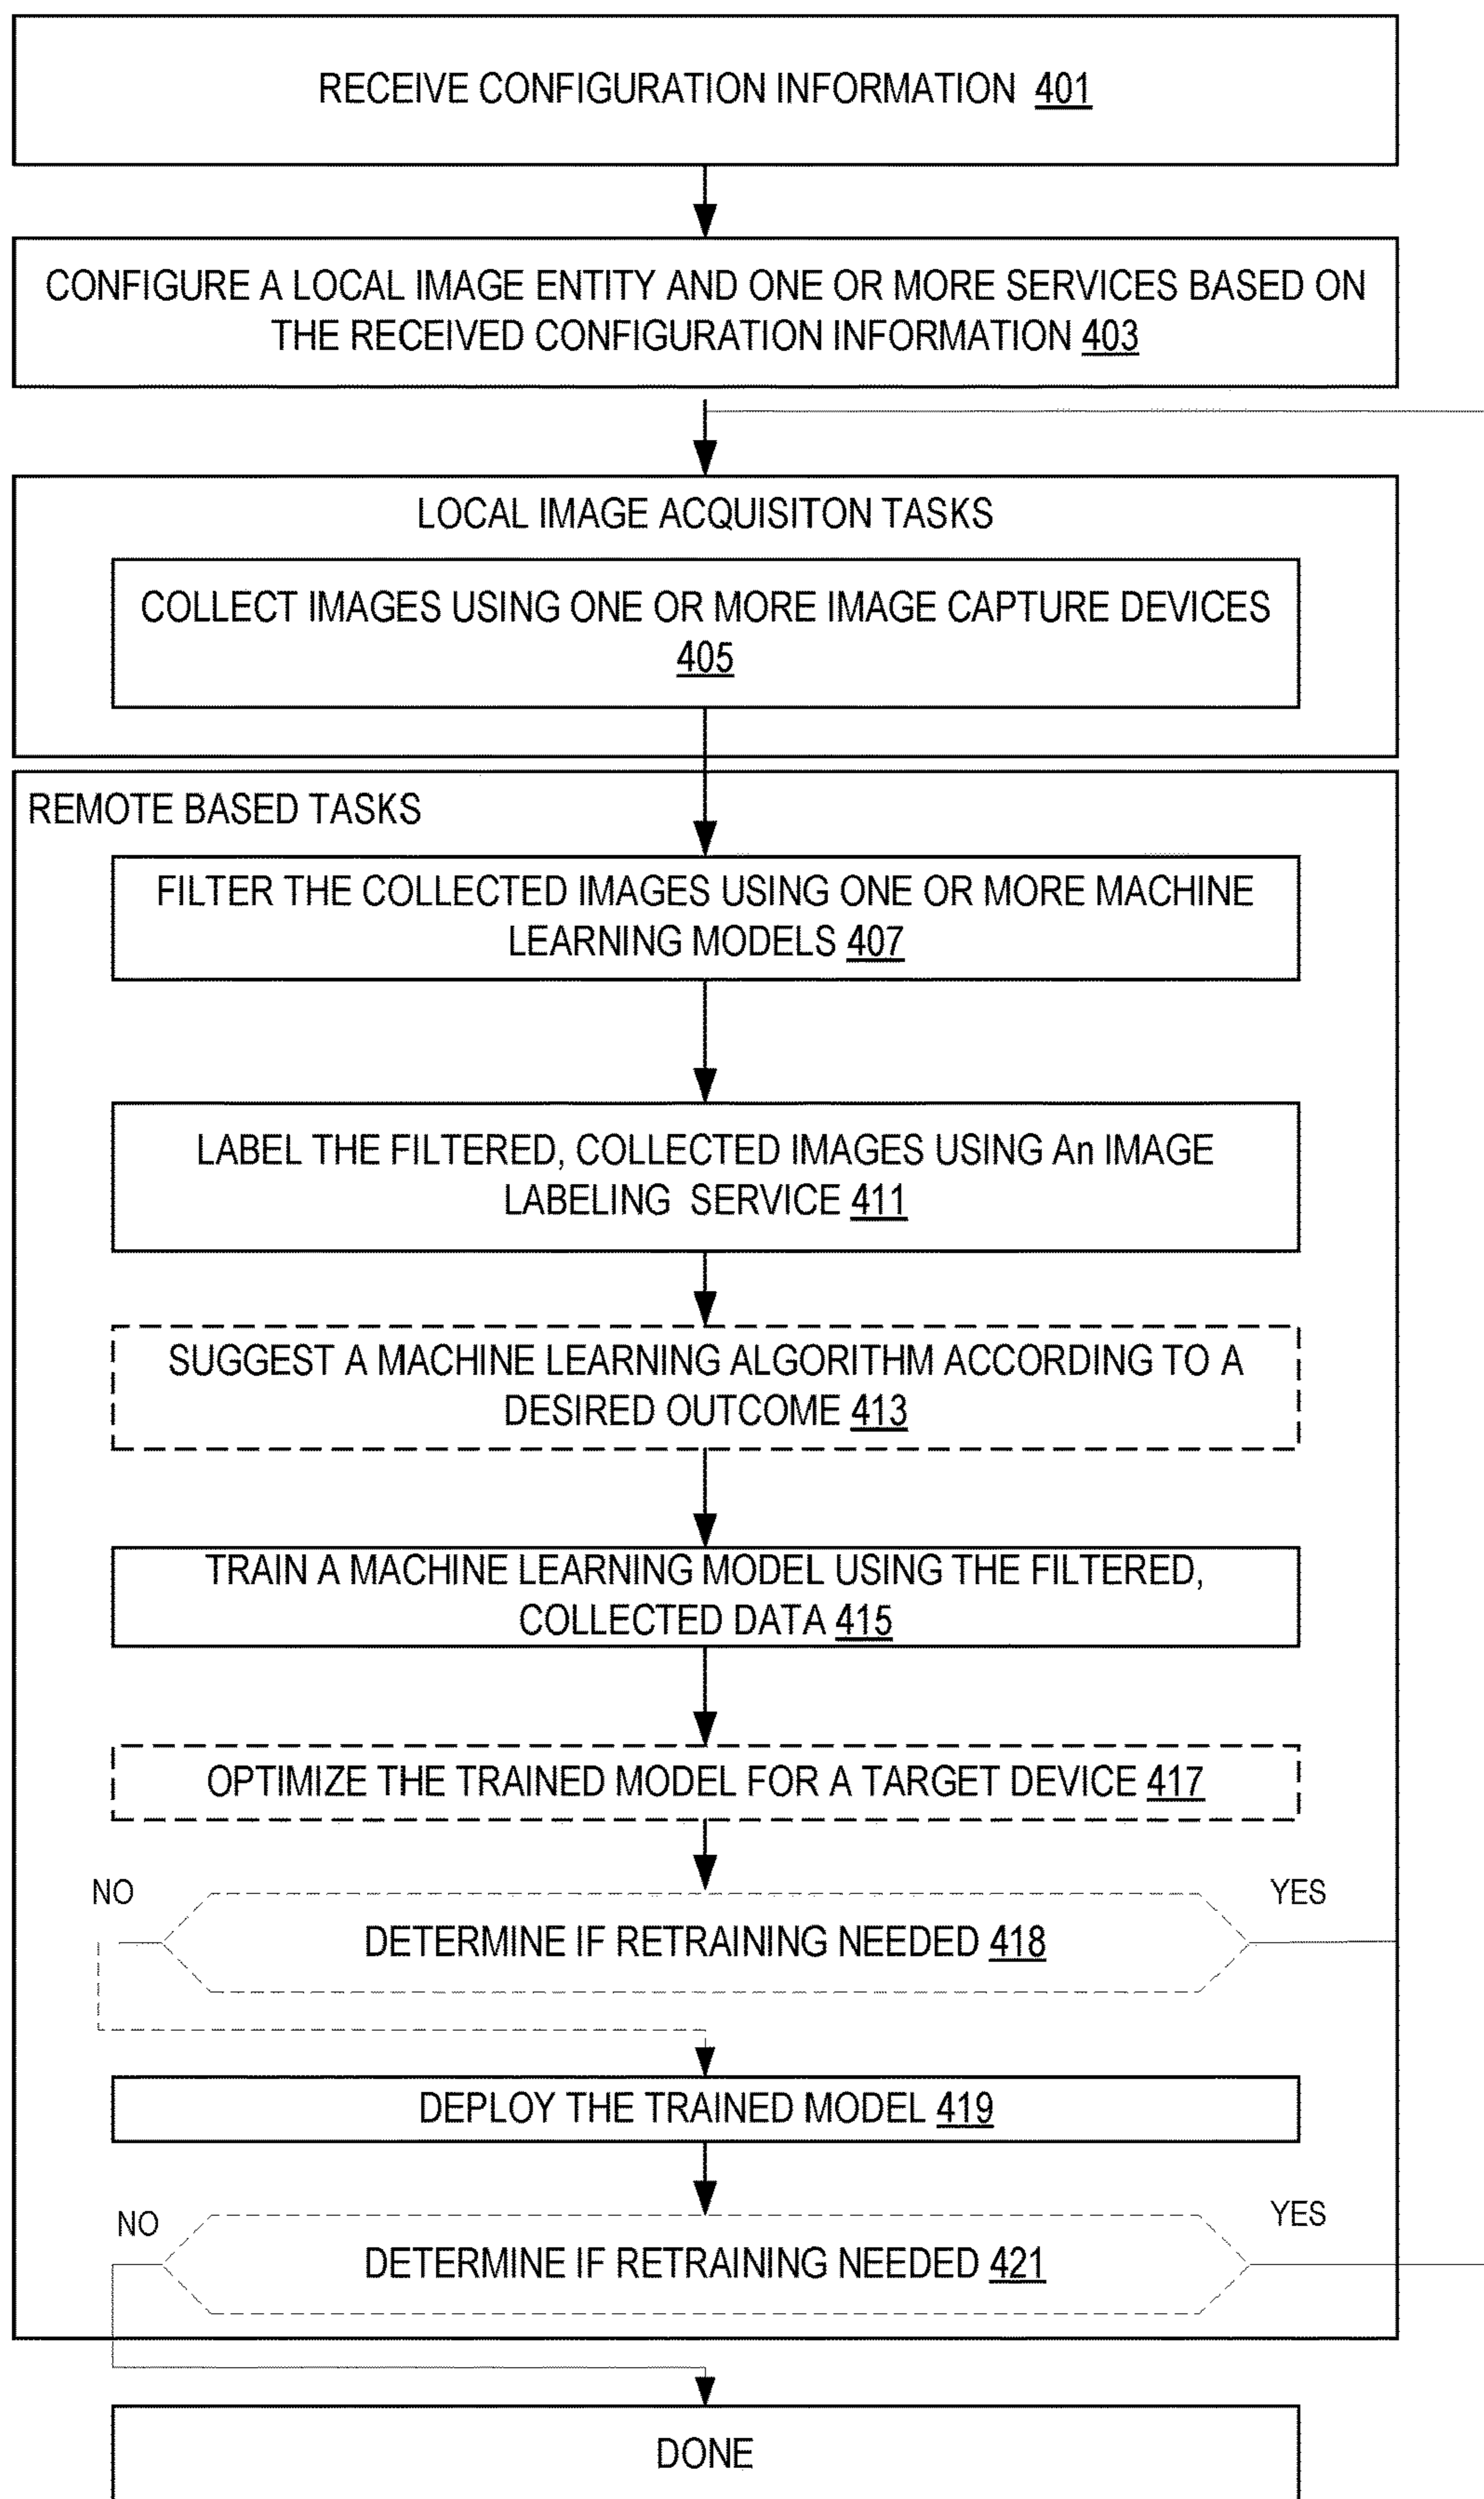 RECEIVE CONFIGURATION INFORMATION 401
CONFIGURE A LOCAL IMAGE ENTITY AND ONE OR MORE SERVICES BASED ON
THE RECEIVED CONFIGURATION INFORMATION 403
LOCAL IMAGE ACQUISITON TASKS
COLLECT IMAGES USING ONE OR MORE IMAGE CAPTURE DEVICES
405
REMOTE BASED TASKS
FILTER THE COLLECTED IMAGES USING ONE OR MORE MACHINE
LEARNING MODELS 407
LABEL THE FILTERED, COLLECTED IMAGES USING An IMAGE
LABELING SERVICE 411
SUGGEST A MACHINE LEARNING ALGORITHM ACCORDING TO A
DESIRED OUTCOME 413
TRAIN A MACHINE LEARNING MODEL USING THE FILTERED,
COLLECTED DATA 415
OPTIMIZE THE TRAINED MODEL FOR A TARGET DEVICE 417
NO
YES
DETERMINE IF RETRAINING NEEDED 418
DEPLOY THE TRAINED MODEL 419
NO
YES
DETERMINE IF RETRAINING NEEDED 421
DONE